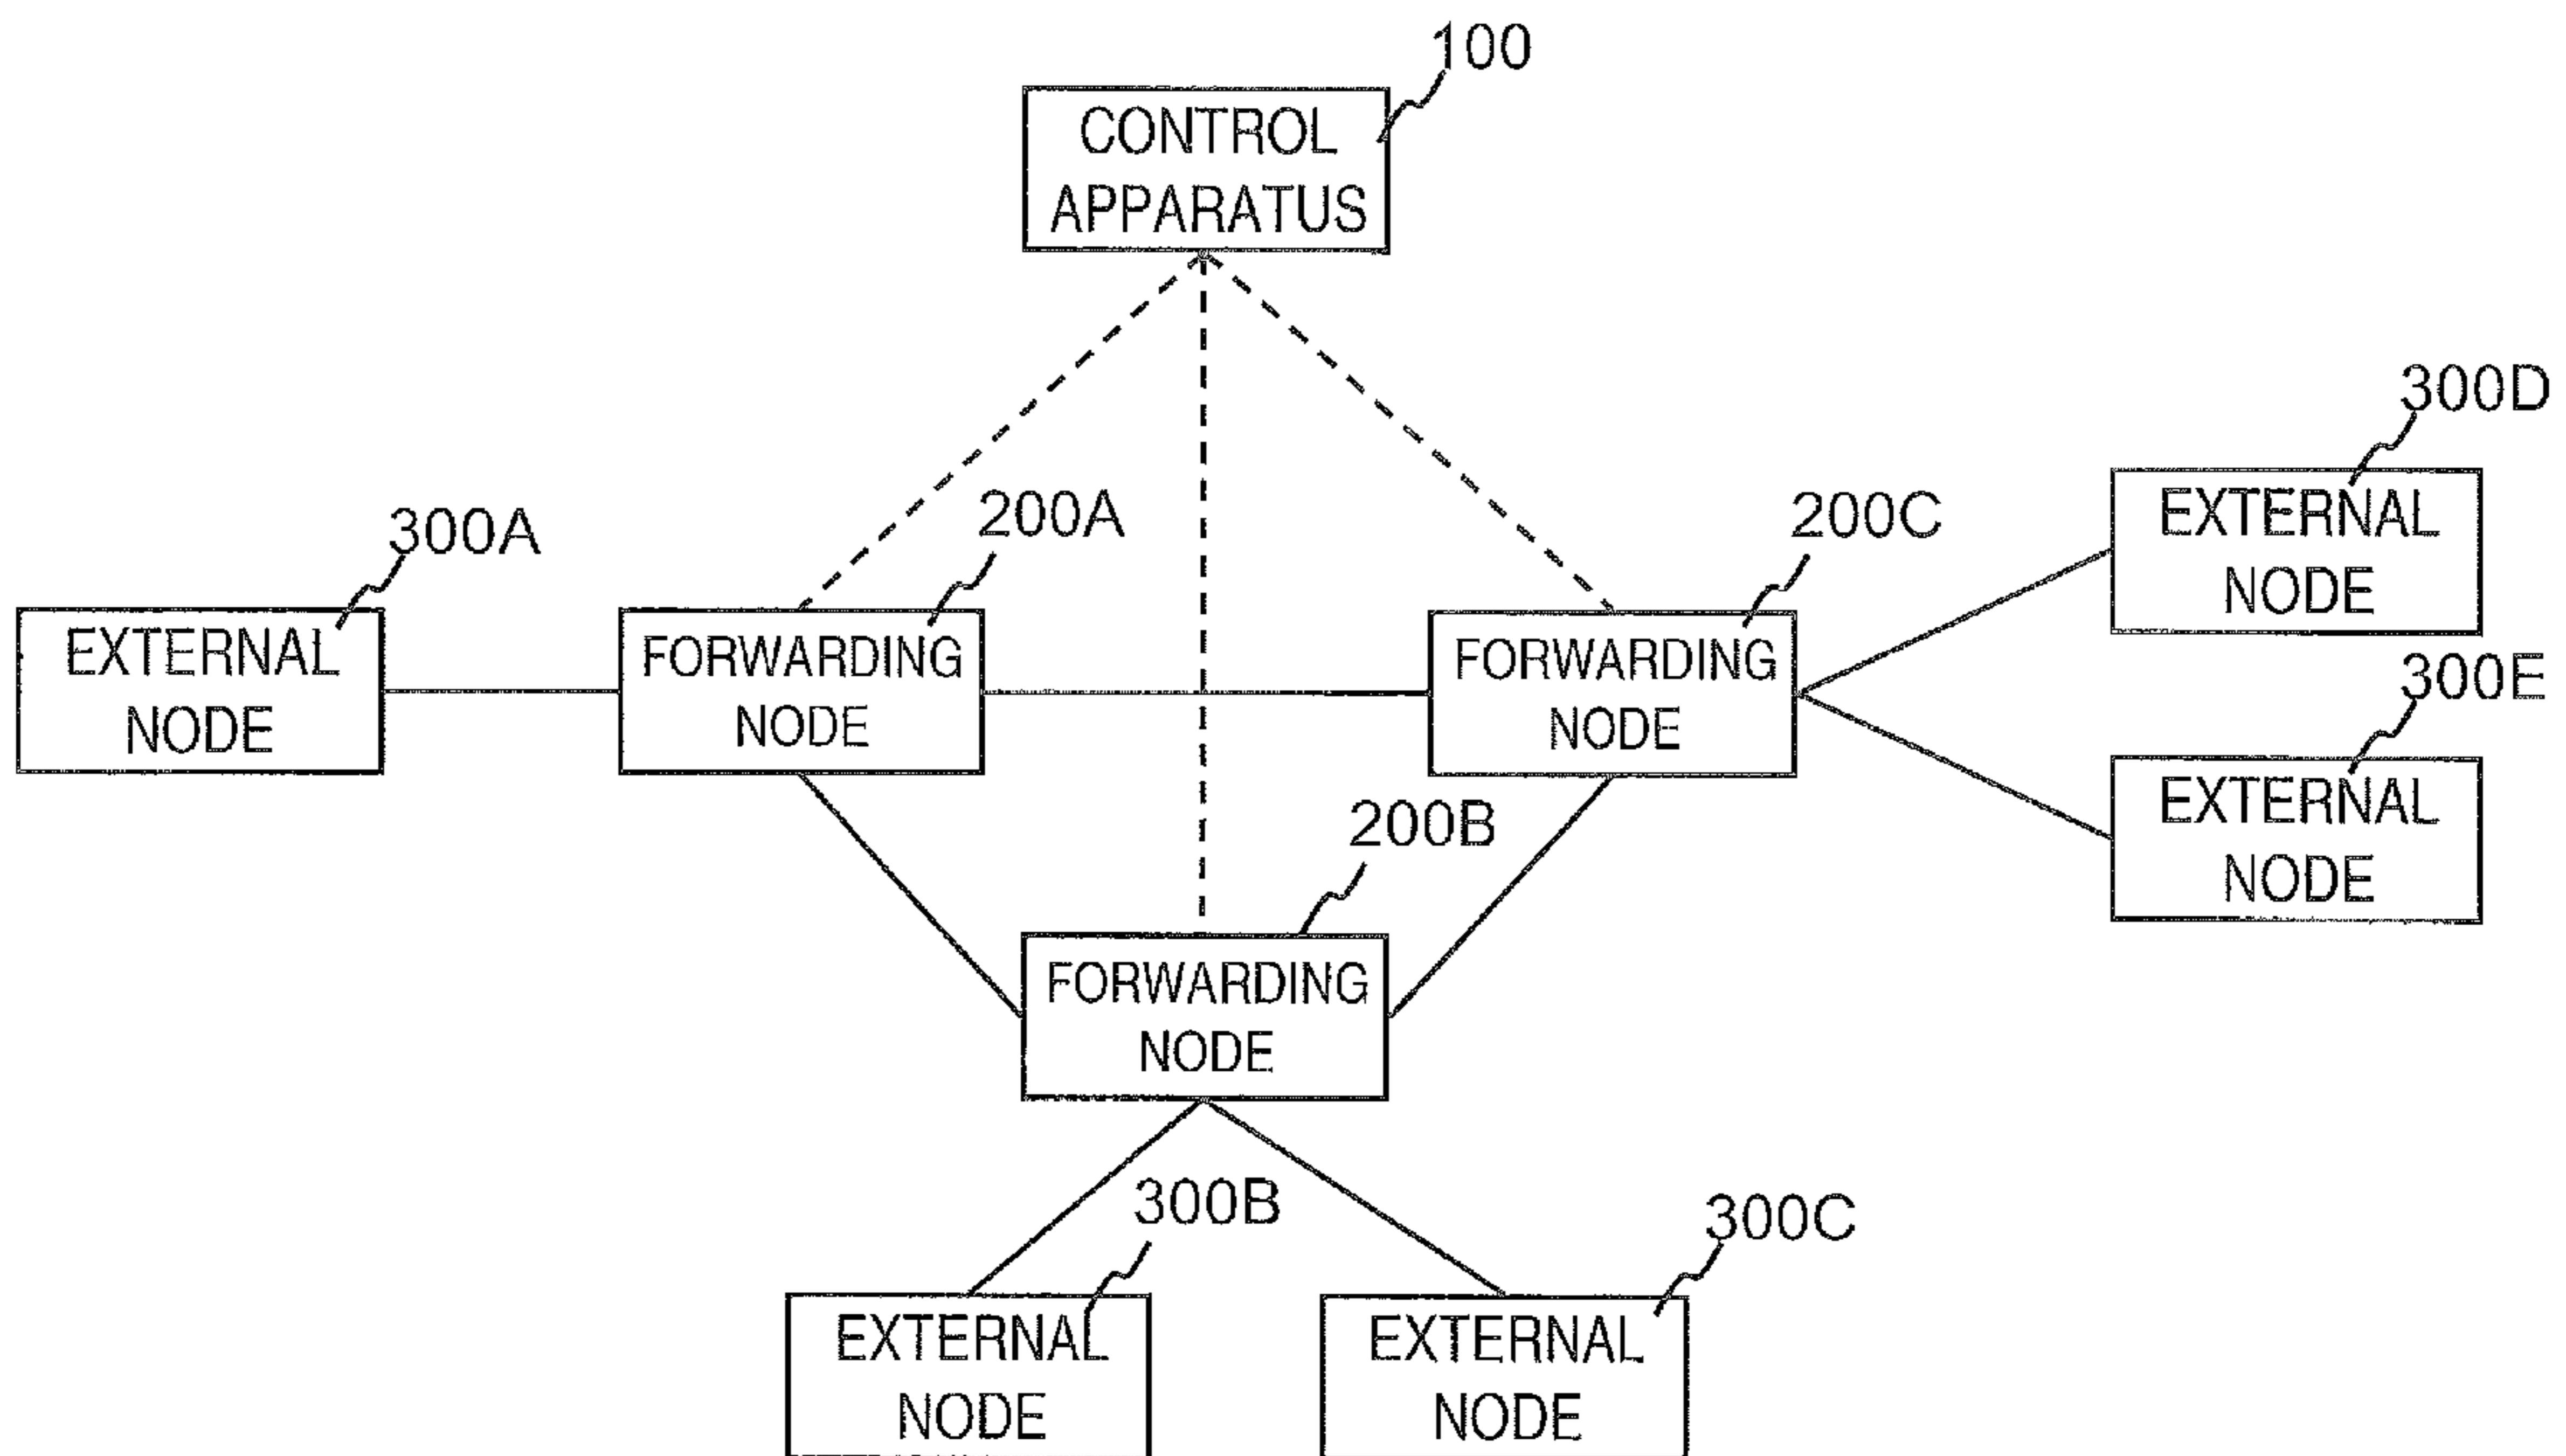 100
CONTROL
APPARATUS
300D
EXTERNAL
NODE
300A
EXTERNAL
NODE
200A
FORWARDING
NODE
200C
FORWARDING
NODE
300E
EXTERNAL
NODE
200B
FORWARDING
NODE
300B
EXTERNAL
NODE
300C
EXTERNAL
NODE